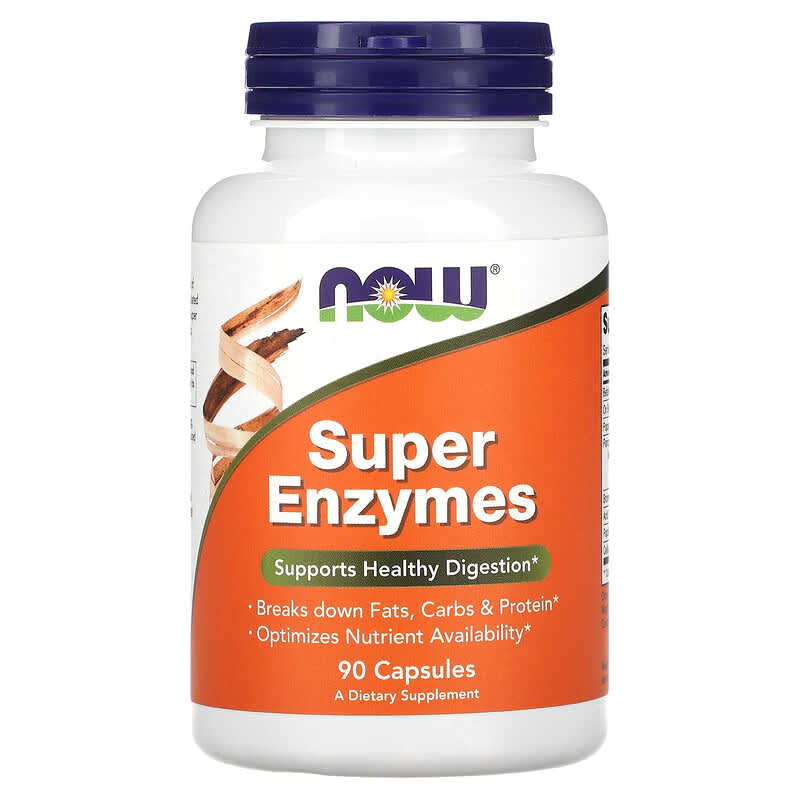 NOW®
Super
Enzymes
Supports Healthy Digestion*
• Breaks down Fats, Carbs & Protein*
• Optimizes Nutrient Availability*
90 Capsules
A Dietary Supplement